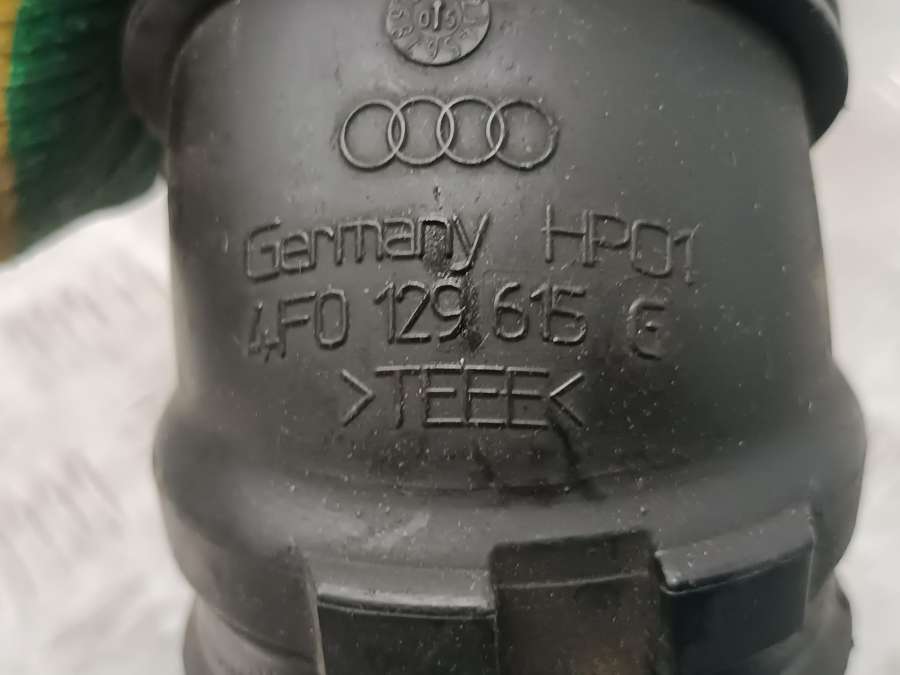 Germany HP01
4F0 129 615 E
>TEEE<